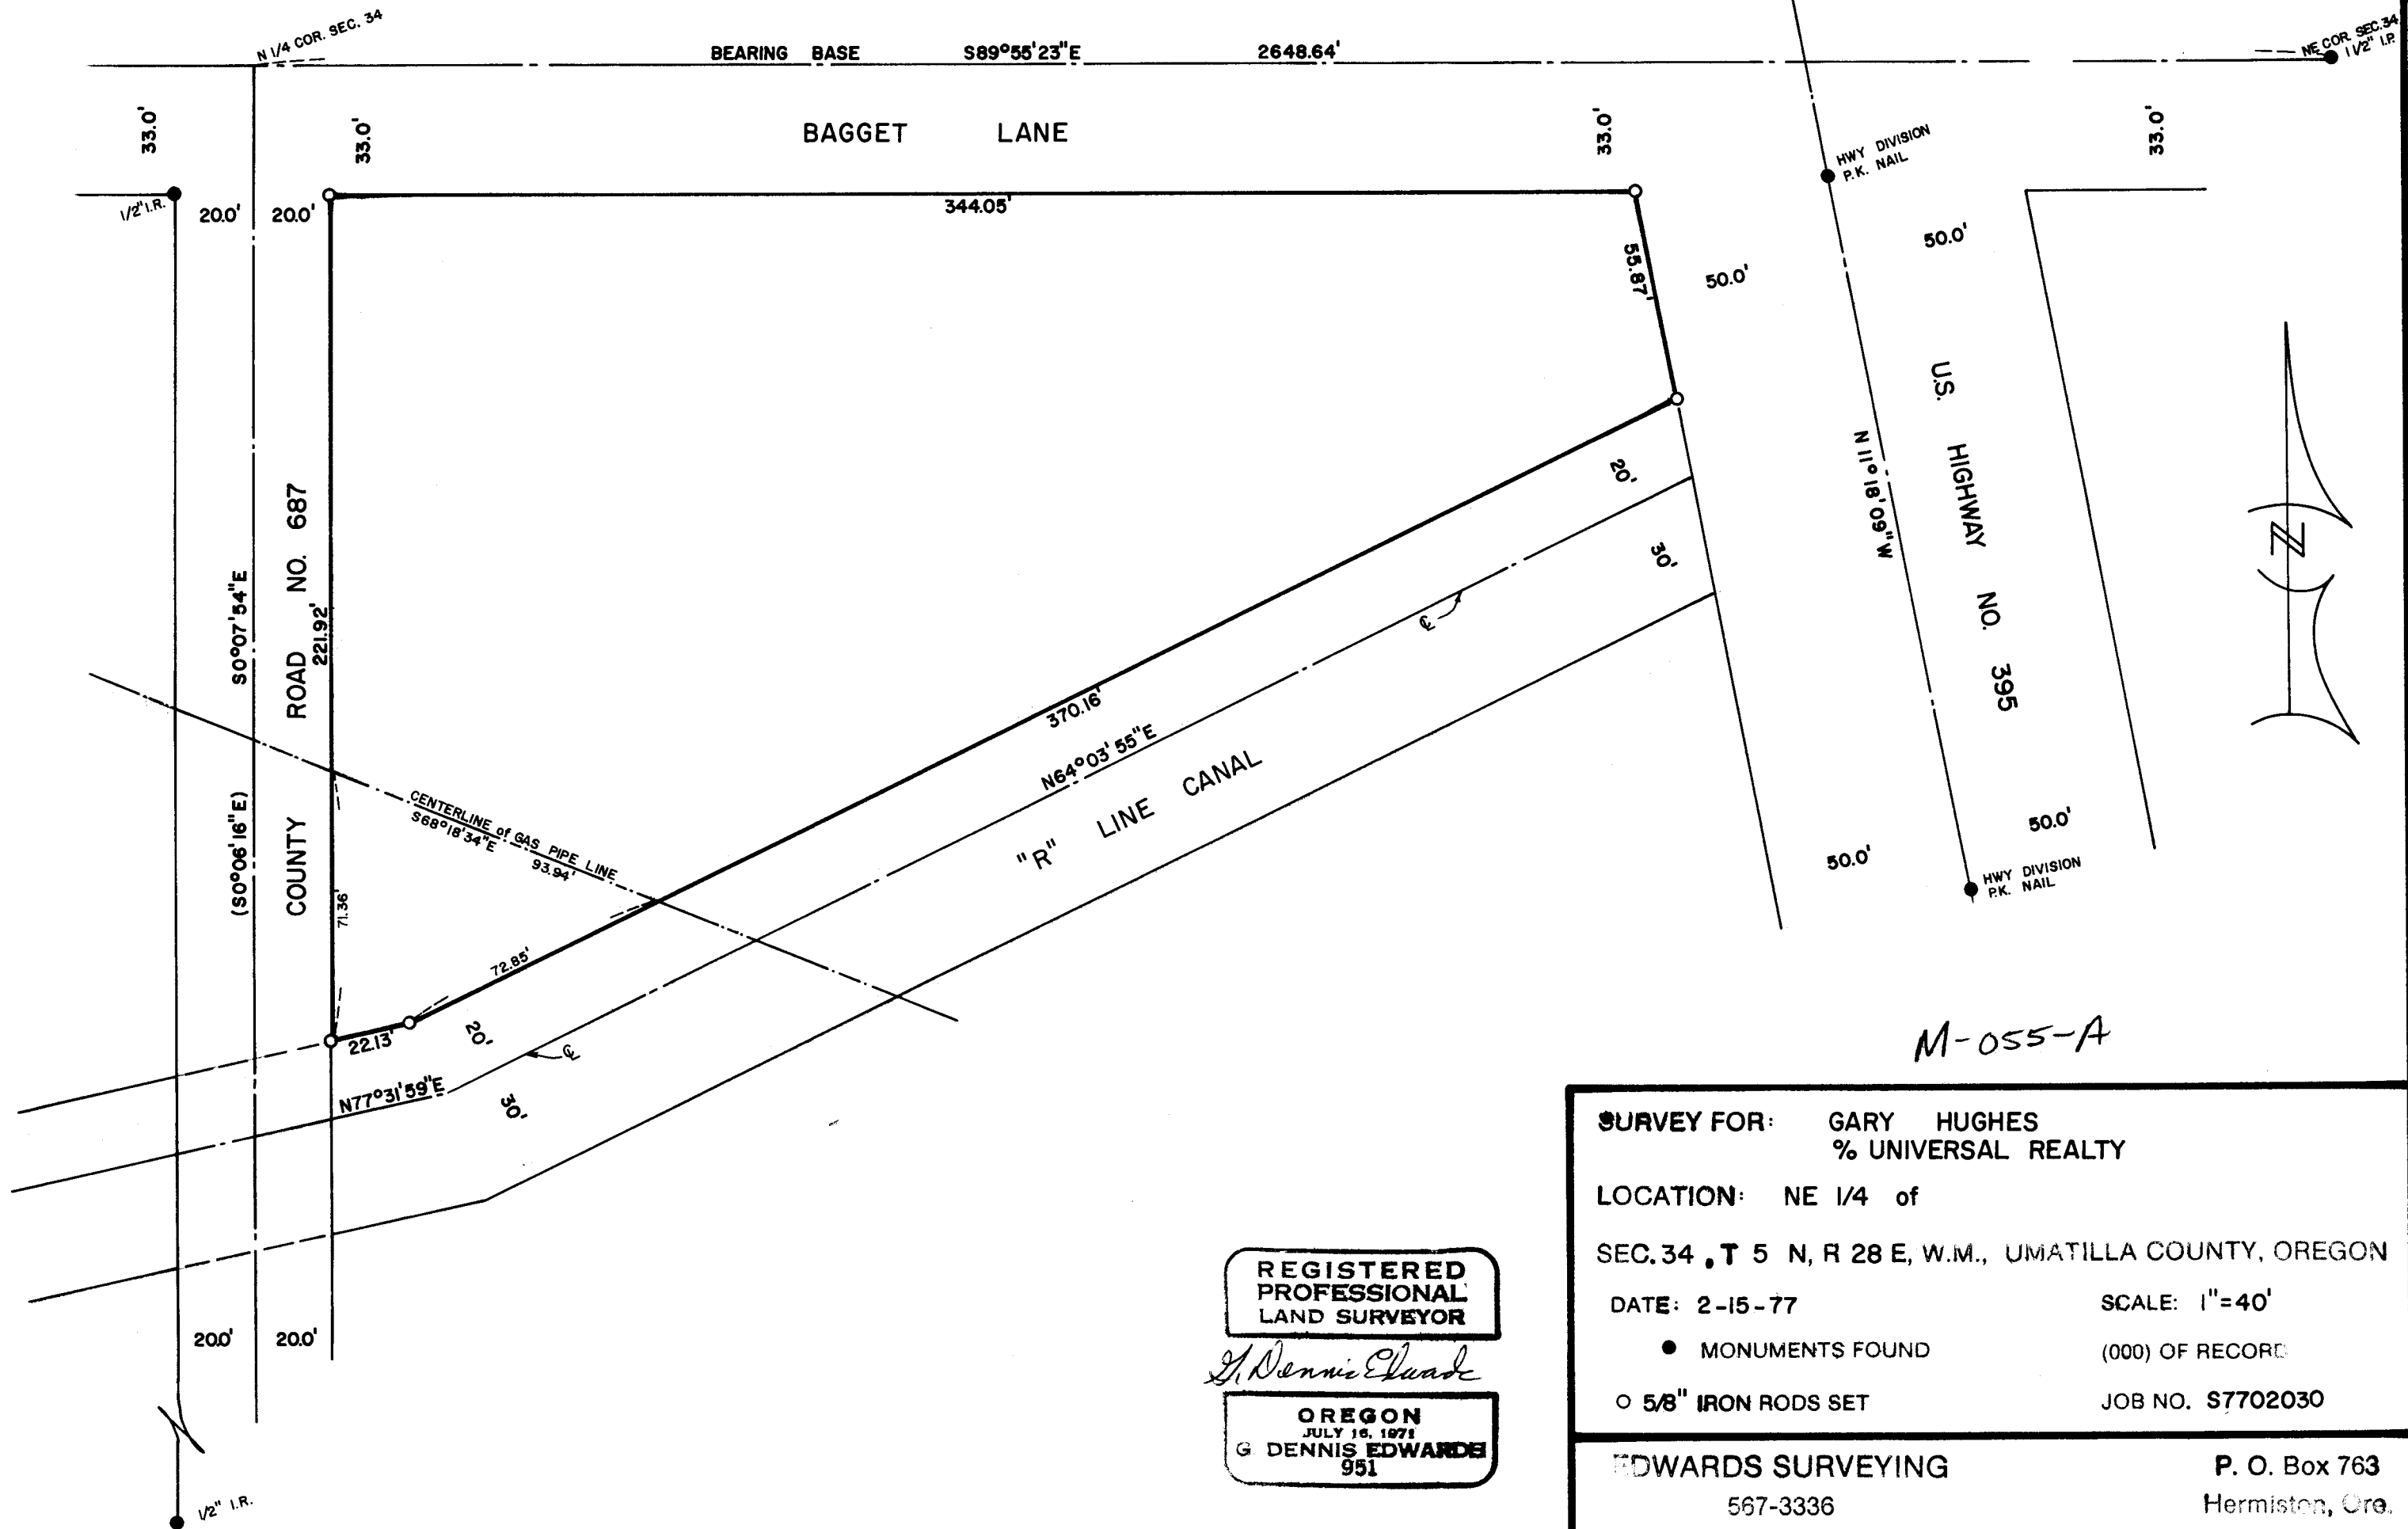 N 1/4 COR. SEC. 34
BEARING BASE S89°55'23"E 2648.64'
NE COR. SEC. 34
1 1/2" I.P.
33.0'
33.0'
BAGGET LANE
33.0'
33.0'
HWY DIVISION
P.K. NAIL
1/2" I.R.
20.0'
20.0'
344.05'
55.87'
50.0'
50.0'
U.S. HIGHWAY NO. 395
N 11°18'09"W
N
COUNTY ROAD NO. 687
S0°07'54"E
(S0°06'16"E)
221.92'
71.36'
CENTERLINE of GAS PIPE LINE
S68°18'34"E 93.94'
370.16'
20'
30'
N64°03'55"E
"R" LINE CANAL
℄
72.85'
22.13'
20'
30'
℄
N77°31'59"E
50.0'
50.0'
HWY DIVISION
P.K. NAIL
20.0'
20.0'
1/2" I.R.
M-055-A
REGISTERED
PROFESSIONAL
LAND SURVEYOR
G. Dennis Edwards
OREGON
JULY 16, 1971
G. DENNIS EDWARDS
951
SURVEY FOR: GARY HUGHES
% UNIVERSAL REALTY
LOCATION: NE 1/4 of
SEC. 34, T 5 N, R 28 E, W.M., UMATILLA COUNTY, OREGON
DATE: 2-15-77 SCALE: 1"=40'
● MONUMENTS FOUND (000) OF RECORD
○ 5/8" IRON RODS SET JOB NO. S7702030
EDWARDS SURVEYING P. O. Box 763
567-3336 Hermiston, Ore.